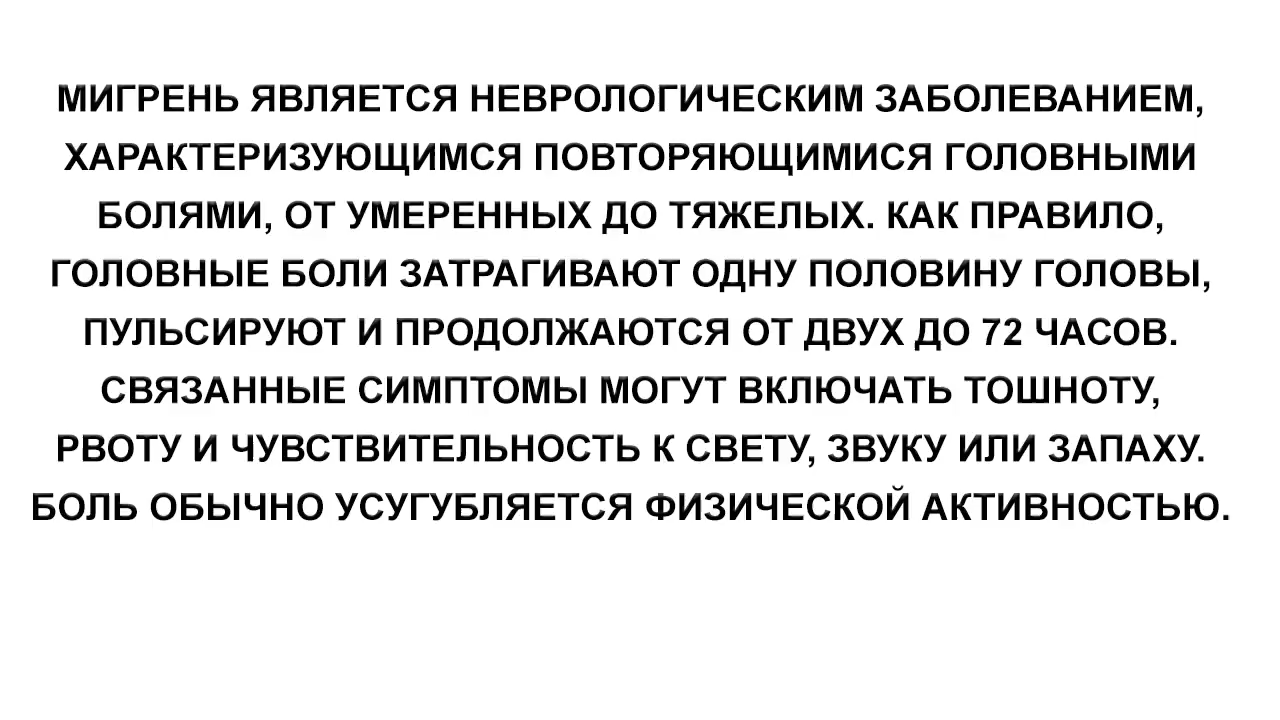 МИГРЕНЬ ЯВЛЯЕТСЯ НЕВРОЛОГИЧЕСКИМ ЗАБОЛЕВАНИЕМ,
ХАРАКТЕРИЗУЮЩИМСЯ ПОВТОРЯЮЩИМИСЯ ГОЛОВНЫМИ
БОЛЯМИ, ОТ УМЕРЕННЫХ ДО ТЯЖЕЛЫХ. КАК ПРАВИЛО,
ГОЛОВНЫЕ БОЛИ ЗАТРАГИВАЮТ ОДНУ ПОЛОВИНУ ГОЛОВЫ,
ПУЛЬСИРУЮТ И ПРОДОЛЖАЮТСЯ ОТ ДВУХ ДО 72 ЧАСОВ.
СВЯЗАННЫЕ СИМПТОМЫ МОГУТ ВКЛЮЧАТЬ ТОШНОТУ,
РВОТУ И ЧУВСТВИТЕЛЬНОСТЬ К СВЕТУ, ЗВУКУ ИЛИ ЗАПАХУ.
БОЛЬ ОБЫЧНО УСУГУБЛЯЕТСЯ ФИЗИЧЕСКОЙ АКТИВНОСТЬЮ.